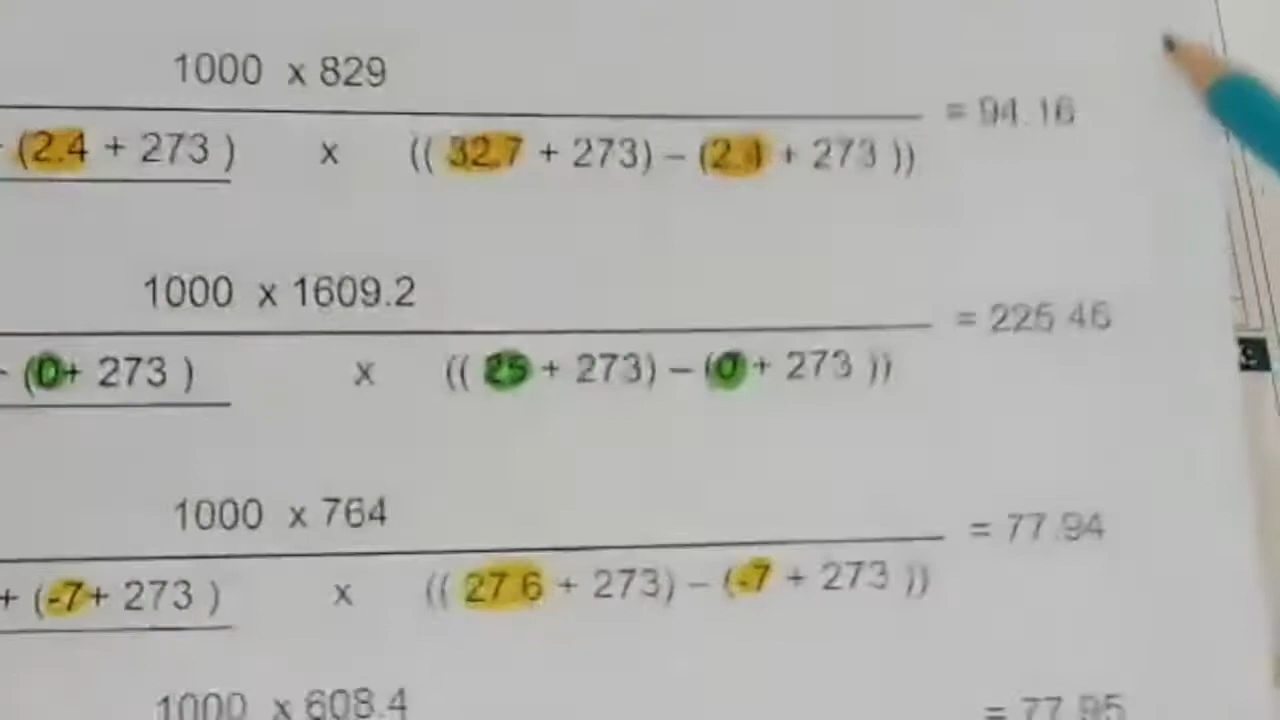 1000 x 829
(2.4 + 273 ) x (( 32.7 + 273) – (2.4 + 273 )) = 94.16
1000 x 1609.2
(0+ 273 ) x (( 25 + 273) – (0 + 273 )) = 225.46
1000 x 764
+ (-7+ 273 ) x (( 27.6 + 273) – (-7 + 273 )) = 77.94
1000 x 608.4
= 77.95